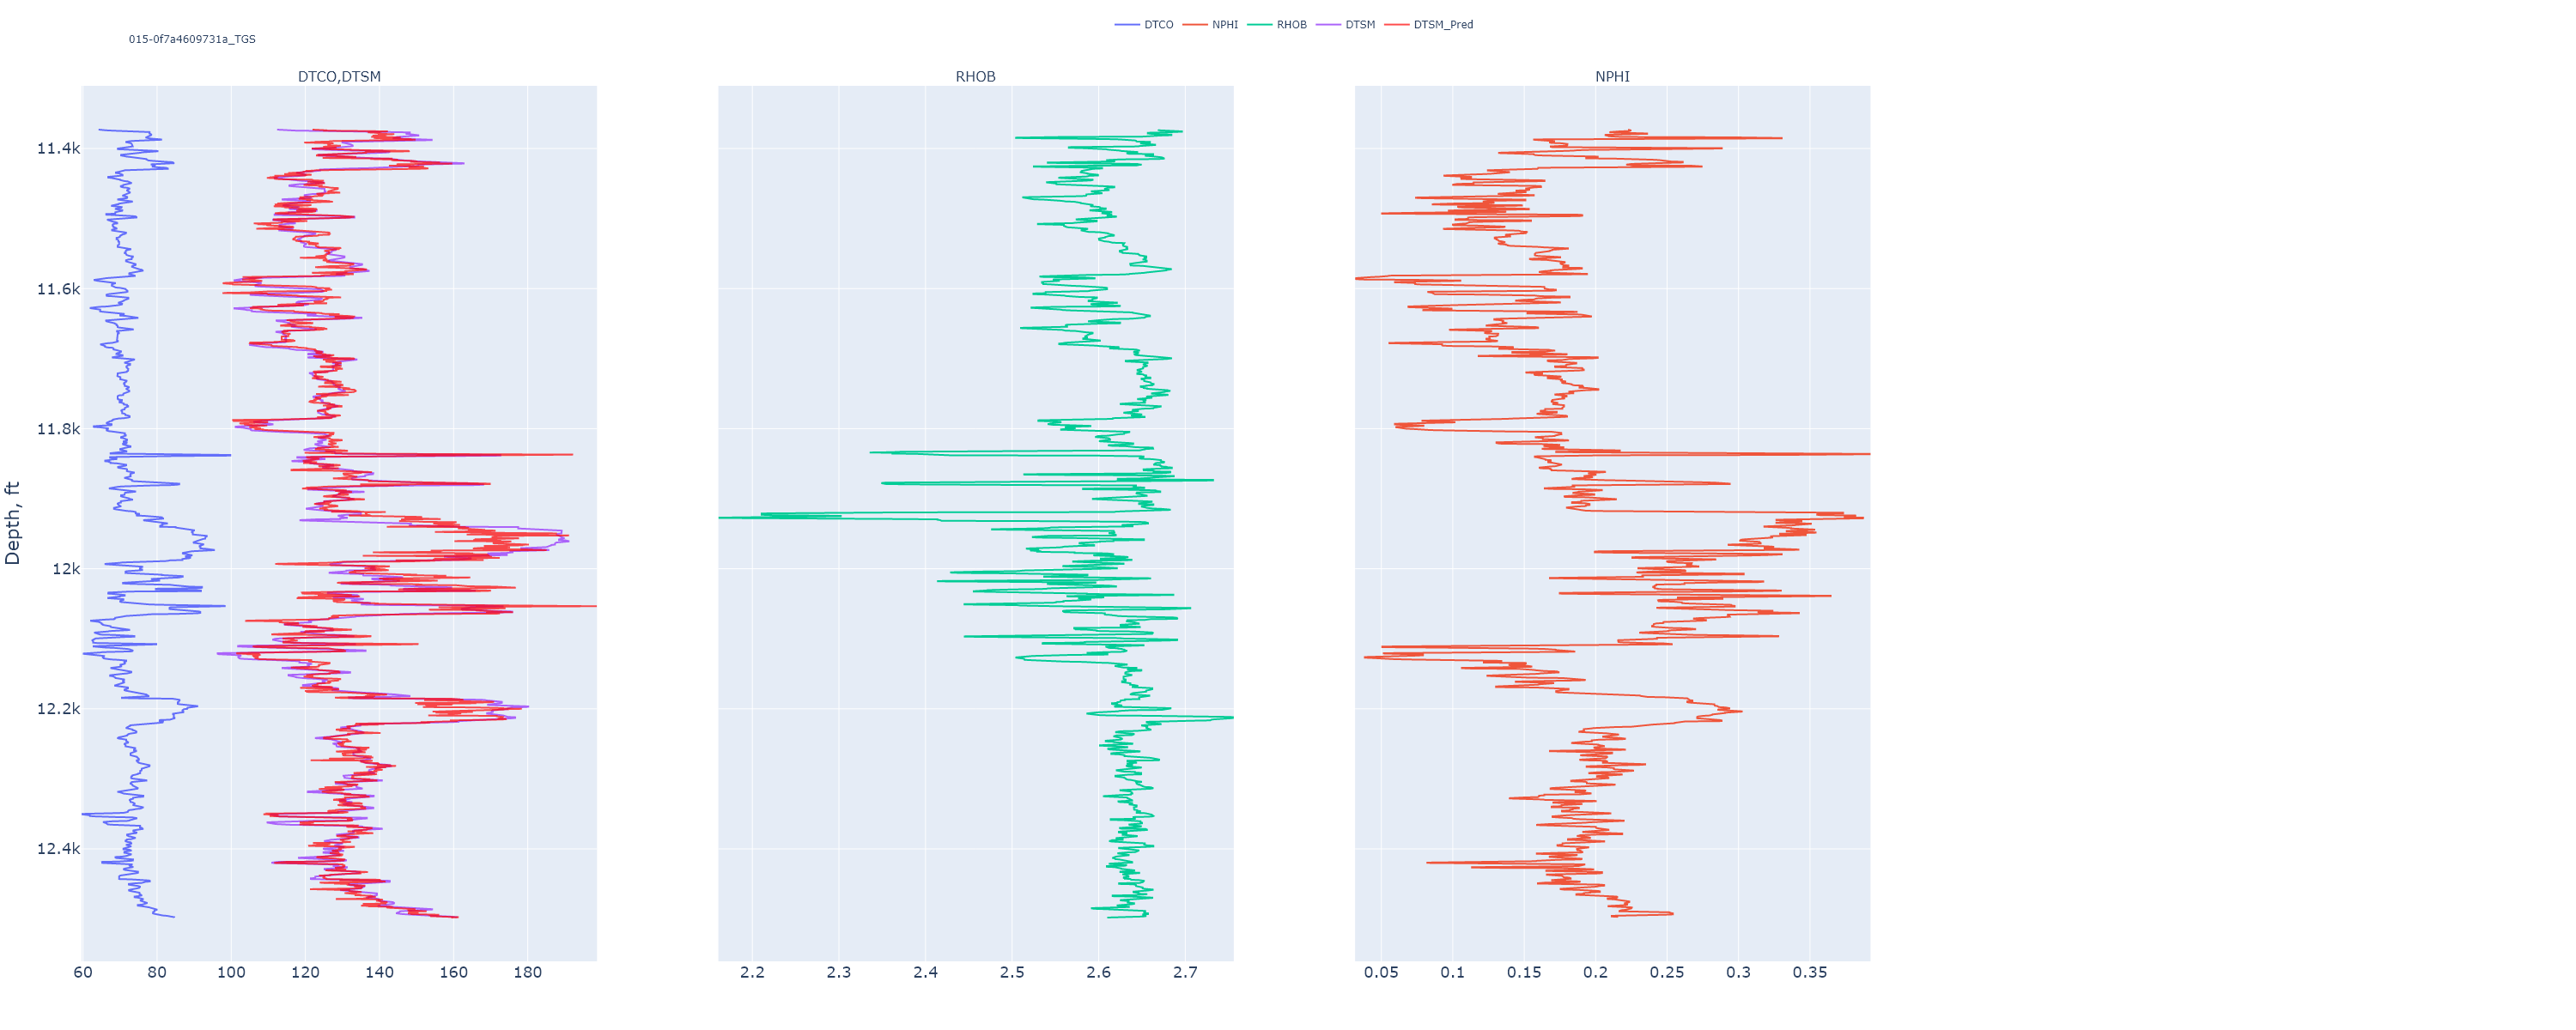 DTCO NPHI RHOB DTSM DTSM_Pred
015-0f7a4609731a_TGS
DTCO,DTSM RHOB NPHI
Depth, ft
11.4k
11.6k
11.8k
12k
12.2k
12.4k
60 80 100 120 140 160 180
2.2 2.3 2.4 2.5 2.6 2.7
0.05 0.1 0.15 0.2 0.25 0.3 0.35